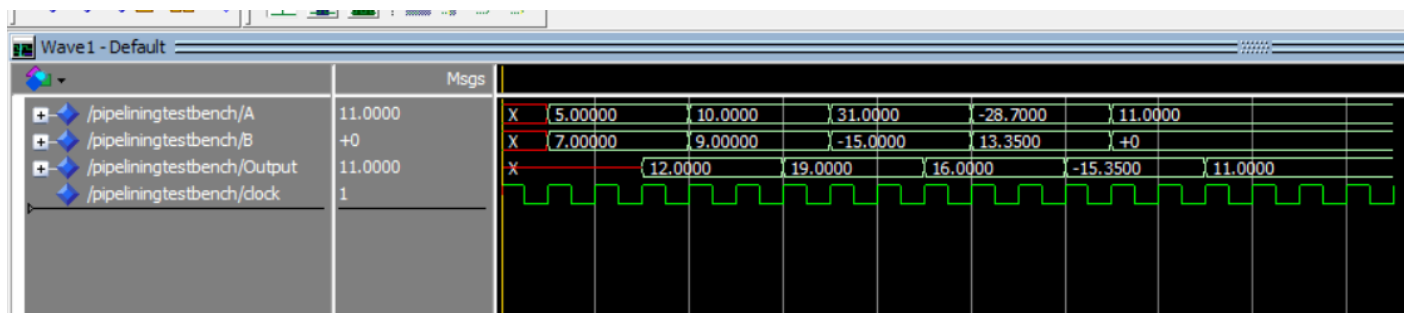 Wave1 - Default
Msgs
/pipeliningtestbench/A 11.0000 X 5.00000 10.0000 31.0000 -28.7000 11.0000
/pipeliningtestbench/B +0 X 7.00000 9.00000 -15.0000 13.3500 +0
/pipeliningtestbench/Output 11.0000 X 12.0000 19.0000 16.0000 -15.3500 11.0000
/pipeliningtestbench/clock 1